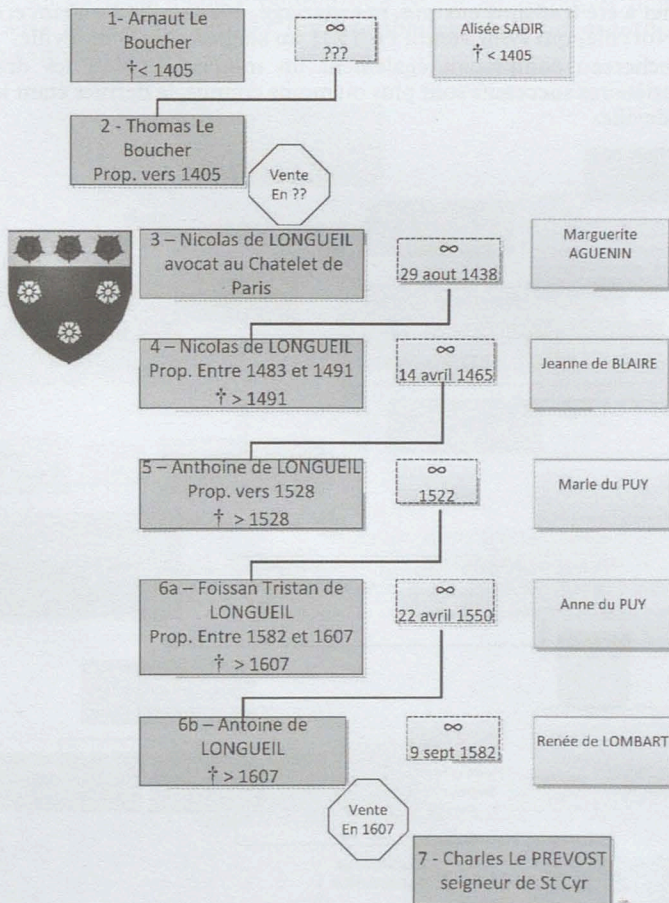 1- Arnaut Le
Boucher
† < 1405
∞
???
Alisée SADIR
† < 1405
2 - Thomas Le
Boucher
Prop. vers 1405
Vente
En ??
3 – Nicolas de LONGUEIL
avocat au Chatelet de
Paris
∞
29 aout 1438
Marguerite
AGUENIN
4 – Nicolas de LONGUEIL
Prop. Entre 1483 et 1491
† > 1491
∞
14 avril 1465
Jeanne de BLAIRE
5 – Anthoine de LONGUEIL
Prop. vers 1528
† > 1528
∞
1522
Marie du PUY
6a – Foissan Tristan de
LONGUEIL
Prop. Entre 1582 et 1607
† > 1607
∞
22 avril 1550
Anne du PUY
6b – Antoine de
LONGUEIL
† > 1607
∞
9 sept 1582
Renée de LOMBART
Vente
En 1607
7 - Charles Le PREVOST
seigneur de St Cyr